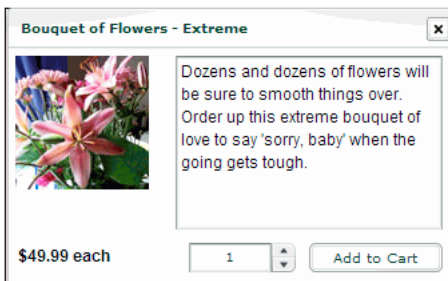 Bouquet of Flowers - Extreme
Dozens and dozens of flowers will
be sure to smooth things over.
Order up this extreme bouquet of
love to say 'sorry, baby' when the
going gets tough.
$49.99 each
1
Add to Cart